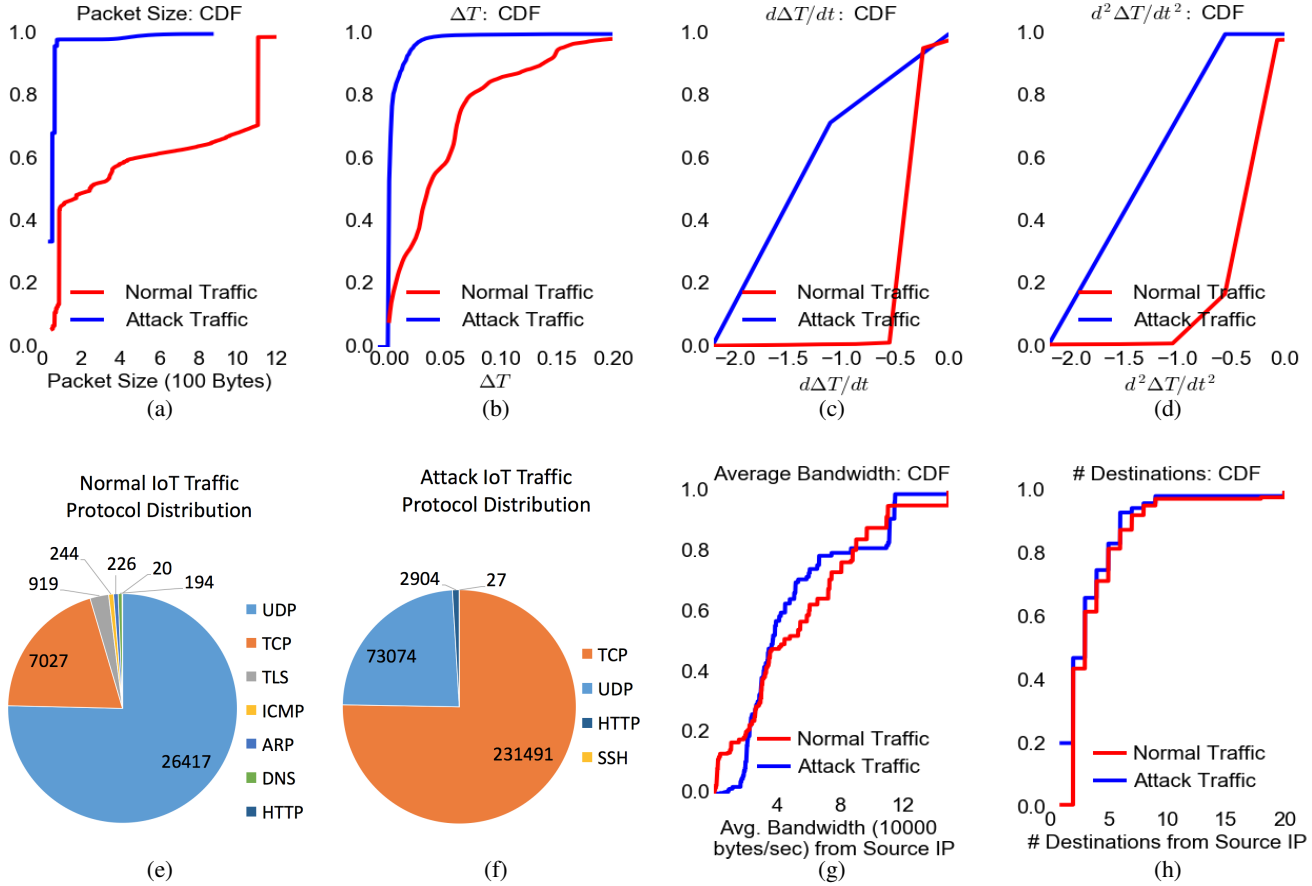 Packet Size: CDF
1.0
0.8
0.6
0.4
0.2
0.0
Normal Traffic
Attack Traffic
0 2 4 6 8 10 12
Packet Size (100 Bytes)
(a)
ΔT: CDF
1.0
0.8
0.6
0.4
0.2
0.0
Normal Traffic
Attack Traffic
0.00 0.05 0.10 0.15 0.20
ΔT
(b)
dΔT/dt: CDF
1.0
0.8
0.6
0.4
0.2
0.0
Normal Traffic
Attack Traffic
−2.0 −1.5 −1.0 −0.5 0.0
dΔT/dt
(c)
d²ΔT/dt²: CDF
1.0
0.8
0.6
0.4
0.2
0.0
Normal Traffic
Attack Traffic
−2.0 −1.5 −1.0 −0.5 0.0
d²ΔT/dt²
(d)
Normal IoT Traffic
Protocol Distribution
244
226
20
919
194
7027
26417
UDP
TCP
TLS
ICMP
ARP
DNS
HTTP
(e)
Attack IoT Traffic
Protocol Distribution
2904
27
73074
231491
TCP
UDP
HTTP
SSH
(f)
Average Bandwidth: CDF
1.0
0.8
0.6
0.4
0.2
0.0
Normal Traffic
Attack Traffic
4 8 12
Avg. Bandwidth (10000
bytes/sec) from Source IP
(g)
# Destinations: CDF
1.0
0.8
0.6
0.4
0.2
0.0
Normal Traffic
Attack Traffic
0 5 10 15 20
# Destinations from Source IP
(h)